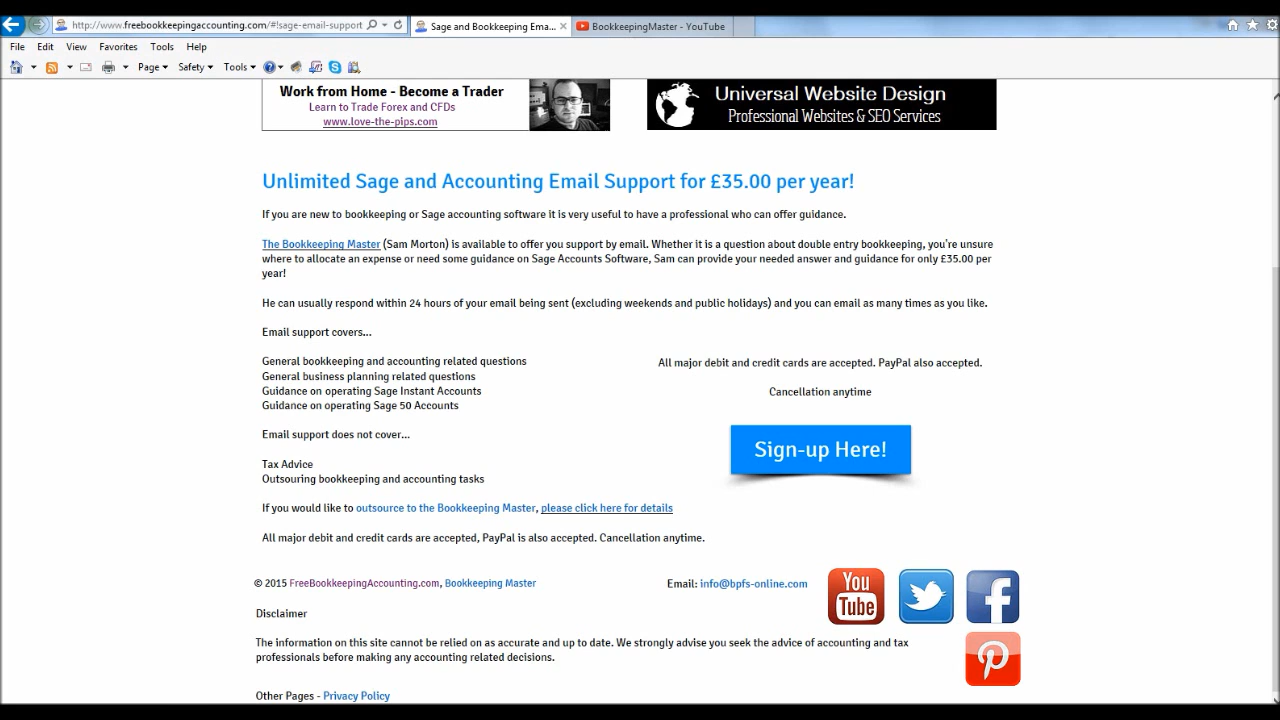 http://www.freebookkeepingaccounting.com/#!sage-email-support
Sage and Bookkeeping Ema...
BookkeepingMaster - YouTube
File Edit View Favorites Tools Help
Page Safety Tools
Work from Home - Become a Trader
Learn to Trade Forex and CFDs
www.love-the-pips.com
Universal Website Design
Professional Websites & SEO Services
Unlimited Sage and Accounting Email Support for £35.00 per year!
If you are new to bookkeeping or Sage accounting software it is very useful to have a professional who can offer guidance.
The Bookkeeping Master (Sam Morton) is available to offer you support by email. Whether it is a question about double entry bookkeeping, you're unsure
where to allocate an expense or need some guidance on Sage Accounts Software, Sam can provide your needed answer and guidance for only £35.00 per
year!
He can usually respond within 24 hours of your email being sent (excluding weekends and public holidays) and you can email as many times as you like.
Email support covers...
General bookkeeping and accounting related questions
General business planning related questions
Guidance on operating Sage Instant Accounts
Guidance on operating Sage 50 Accounts
All major debit and credit cards are accepted. PayPal also accepted.
Cancellation anytime
Sign-up Here!
Email support does not cover...
Tax Advice
Outsouring bookkeeping and accounting tasks
If you would like to outsource to the Bookkeeping Master, please click here for details
All major debit and credit cards are accepted, PayPal is also accepted. Cancellation anytime.
© 2015 FreeBookkeepingAccounting.com, Bookkeeping Master
Email: info@bpfs-online.com
You
Tube
Disclaimer
The information on this site cannot be relied on as accurate and up to date. We strongly advise you seek the advice of accounting and tax
professionals before making any accounting related decisions.
Other Pages - Privacy Policy